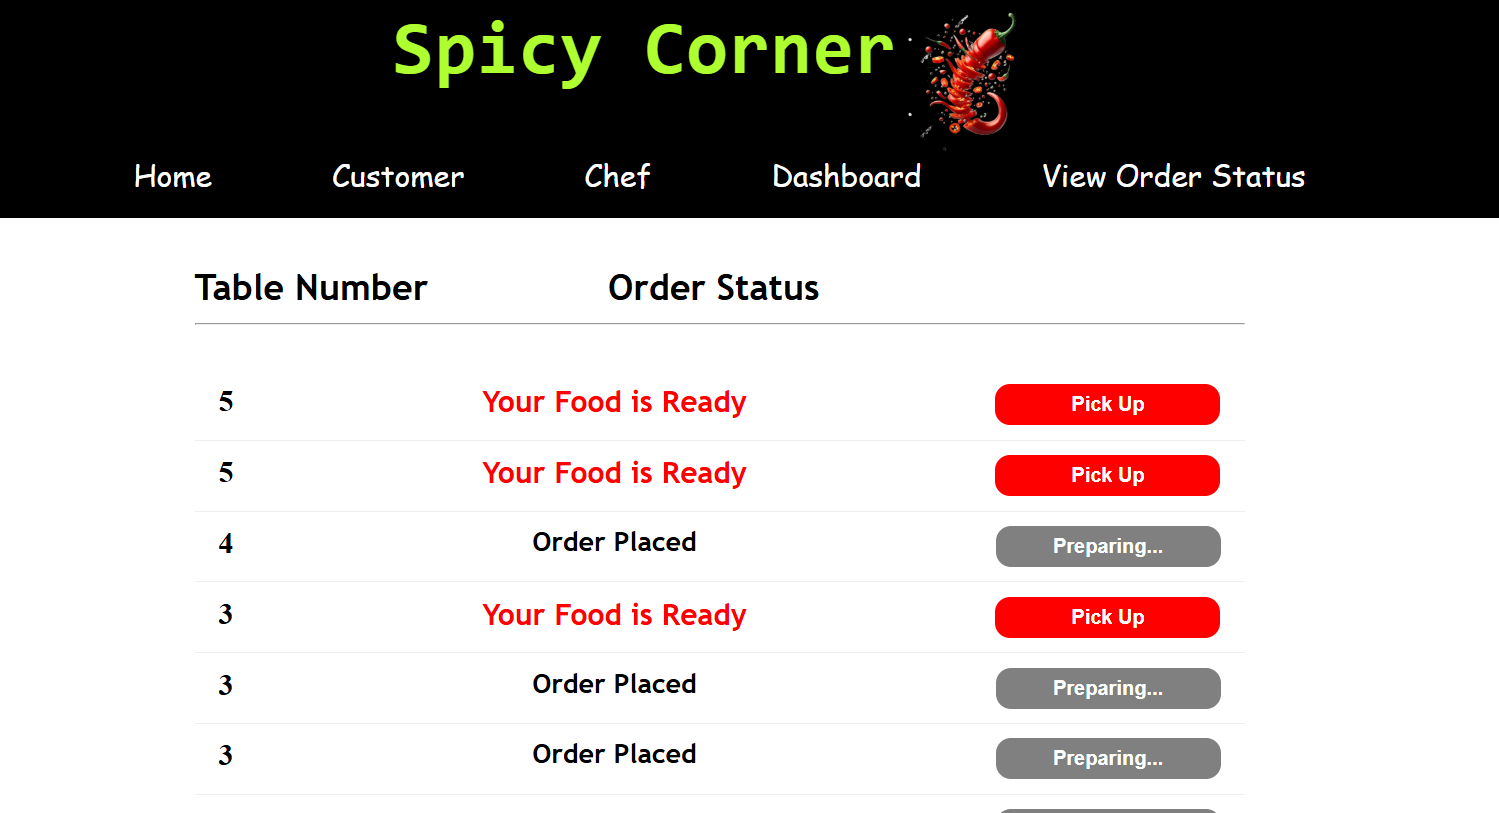 Spicy Corner
Home Customer Chef Dashboard View Order Status
Table Number Order Status
5 Your Food is Ready Pick Up
5 Your Food is Ready Pick Up
4 Order Placed Preparing...
3 Your Food is Ready Pick Up
3 Order Placed Preparing...
3 Order Placed Preparing...